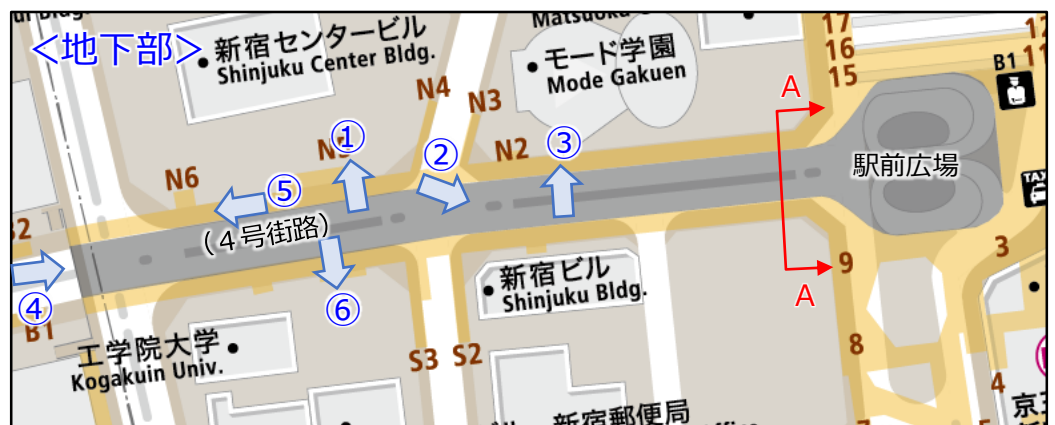 <地下部>
新宿センタービル
Shinjuku Center Bldg.
モード学園
Mode Gakuen
17
16
15
12
11
B1
A
N4
N3
N2
N6
①
②
③
⑤
(4号街路)
駅前広場
TAXI
④
⑥
B1
新宿ビル
Shinjuku Bldg.
9
3
A
工学院大学
Kogakuin Univ.
S3
S2
8
4
新宿郵便局